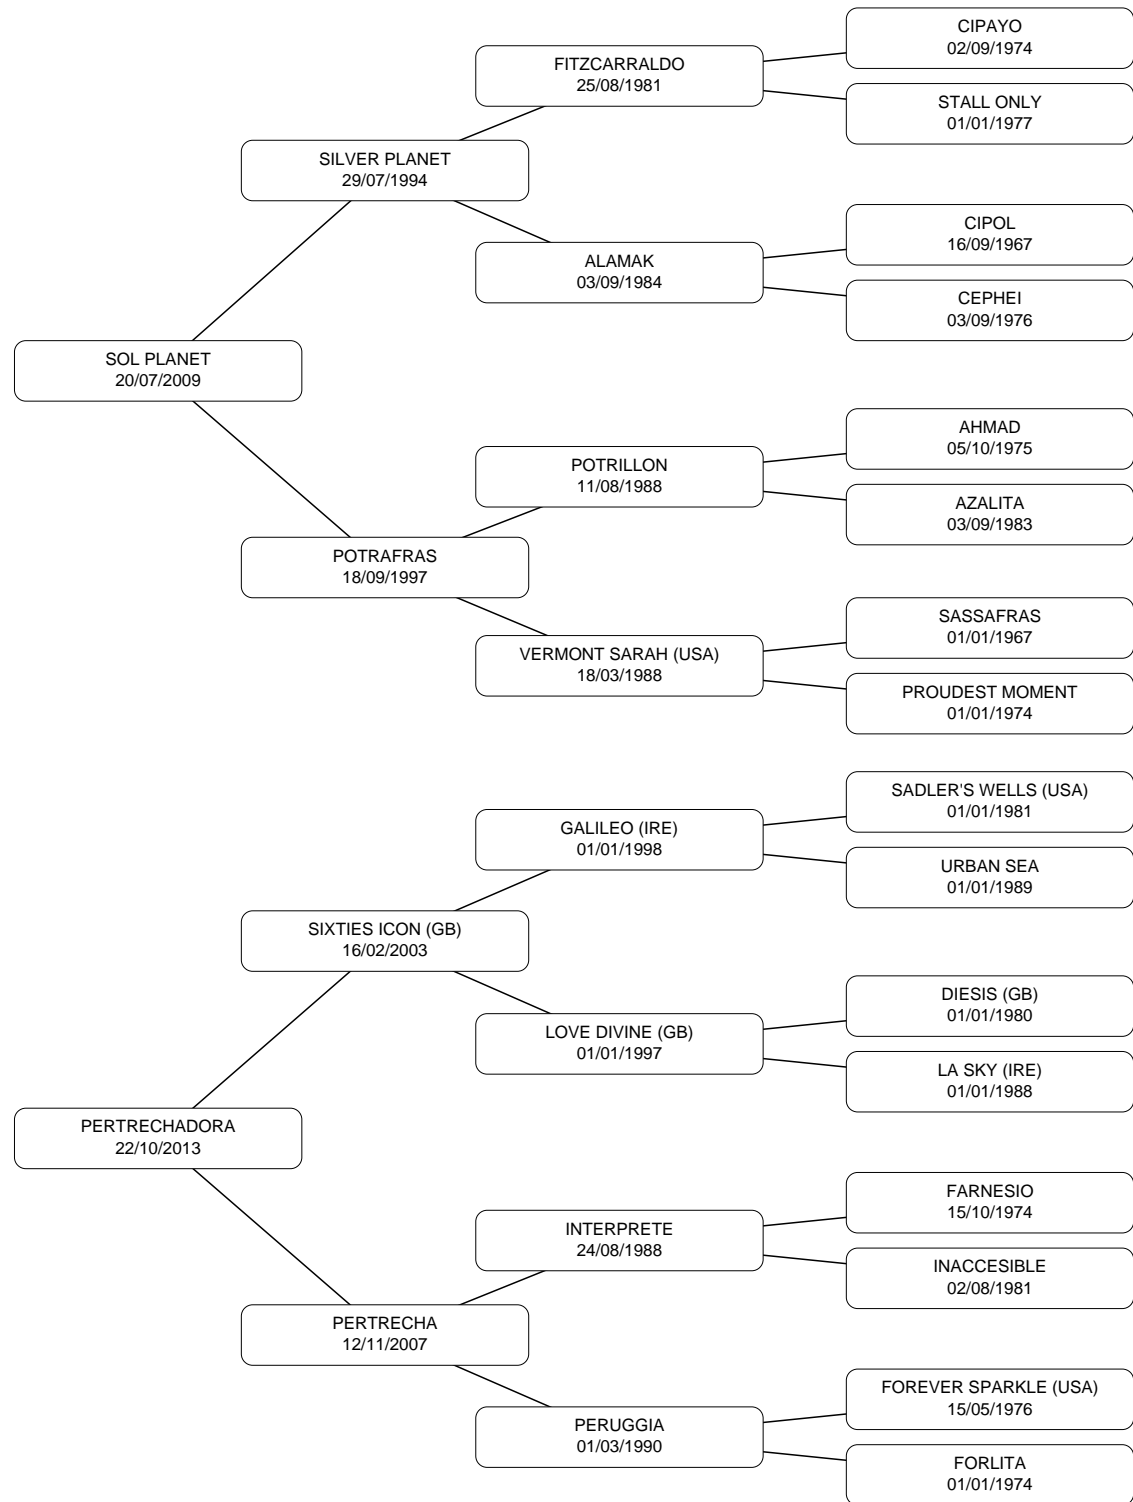 CIPAYO
02/09/1974
FITZCARRALDO
25/08/1981
STALL ONLY
01/01/1977
SILVER PLANET
29/07/1994
CIPOL
16/09/1967
ALAMAK
03/09/1984
CEPHEI
03/09/1976
SOL PLANET
20/07/2009
AHMAD
05/10/1975
POTRILLON
11/08/1988
AZALITA
03/09/1983
POTRAFRAS
18/09/1997
SASSAFRAS
01/01/1967
VERMONT SARAH (USA)
18/03/1988
PROUDEST MOMENT
01/01/1974
SADLER'S WELLS (USA)
01/01/1981
GALILEO (IRE)
01/01/1998
URBAN SEA
01/01/1989
SIXTIES ICON (GB)
16/02/2003
DIESIS (GB)
01/01/1980
LOVE DIVINE (GB)
01/01/1997
LA SKY (IRE)
01/01/1988
PERTRECHADORA
22/10/2013
FARNESIO
15/10/1974
INTERPRETE
24/08/1988
INACCESIBLE
02/08/1981
PERTRECHA
12/11/2007
FOREVER SPARKLE (USA)
15/05/1976
PERUGGIA
01/03/1990
FORLITA
01/01/1974